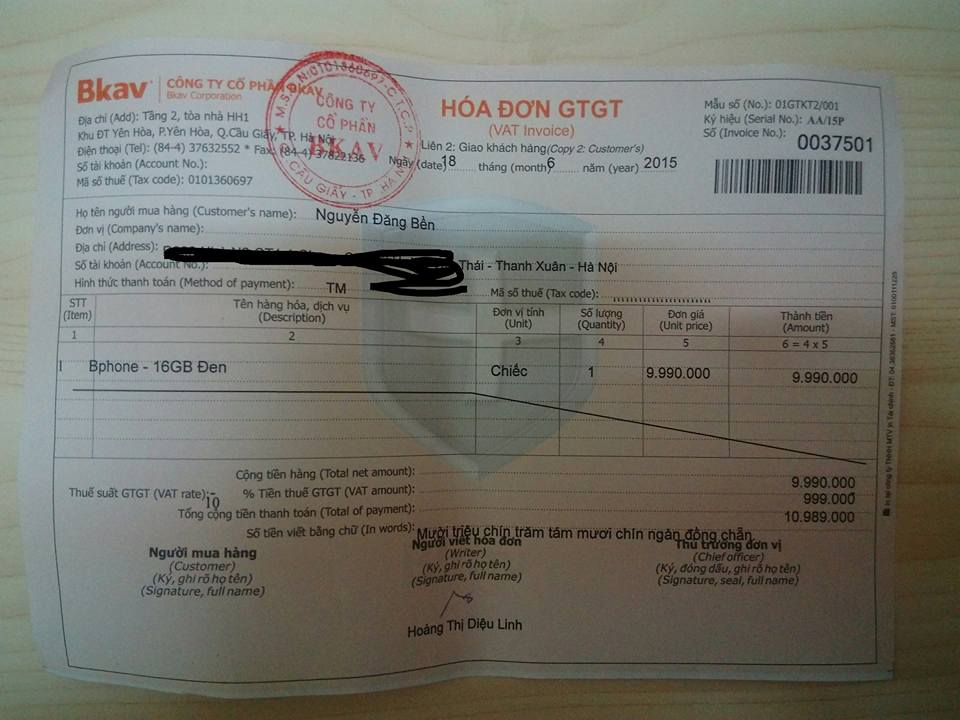 Bkav CÔNG TY CỔ PHẦN BKAV
Bkav Corporation
Địa chỉ (Add): Tầng 2, tòa nhà HH1
Khu ĐT Yên Hòa, P.Yên Hòa, Q.Cầu Giấy, TP. Hà Nội
Điện thoại (Tel): (84-4) 37632552 * Fax: (84-4) 37822136
Số tài khoản (Account No.):
Mã số thuế (Tax code): 0101360697
M.S.D.N:0101360697-C.T.C.P
CÔNG TY
CỔ PHẦN
BKAV
Q. CẦU GIẤY - TP. HÀ NỘI
HÓA ĐƠN GTGT
(VAT Invoice)
Liên 2: Giao khách hàng(Copy 2: Customer's)
Ngày (date) 18 tháng (month) 6 năm (year) 2015
Mẫu số (No.): 01GTKT2/001
Ký hiệu (Serial No.): AA/15P
Số (Invoice No.): 0037501
Họ tên người mua hàng (Customer's name): Nguyễn Đăng Bền
Đơn vị (Company's name):
Địa chỉ (Address): Thái - Thanh Xuân - Hà Nội
Số tài khoản (Account No.):
Hình thức thanh toán (Method of payment): TM Mã số thuế (Tax code):
STT Tên hàng hóa, dịch vụ Đơn vị tính Số lượng Đơn giá Thành tiền
(Item) (Description) (Unit) (Quantity) (Unit price) (Amount)
1 2 3 4 5 6 = 4 x 5
1 Bphone - 16GB Đen Chiếc 1 9.990.000 9.990.000
Cộng tiền hàng (Total net amount): 9.990.000
Thuế suất GTGT (VAT rate): 10 % Tiền thuế GTGT (VAT amount): 999.000
Tổng cộng tiền thanh toán (Total of payment): 10.989.000
Số tiền viết bằng chữ (In words): Mười triệu chín trăm tám mươi chín ngàn đồng chẵn.
Người mua hàng Người viết hóa đơn Thủ trưởng đơn vị
(Customer) (Writer) (Chief officer)
(Ký, ghi rõ họ tên) (Ký, ghi rõ họ tên) (Ký, đóng dấu, ghi rõ họ tên)
(Signature, full name) (Signature, full name) (Signature, seal, full name)
Hoàng Thị Diệu Linh